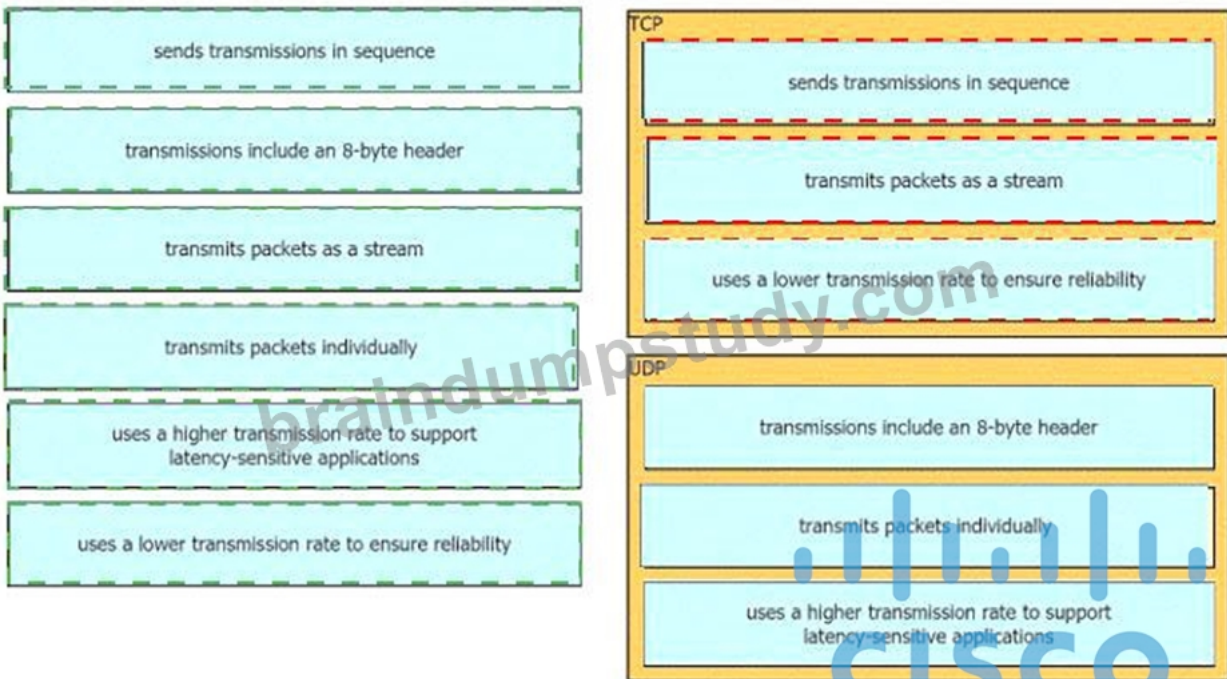 sends transmissions in sequence
transmissions include an 8-byte header
transmits packets as a stream
transmits packets individually
uses a higher transmission rate to support
latency-sensitive applications
uses a lower transmission rate to ensure reliability
TCP
sends transmissions in sequence
transmits packets as a stream
uses a lower transmission rate to ensure reliability
UDP
transmissions include an 8-byte header
transmits packets individually
uses a higher transmission rate to support
latency-sensitive applications
braindumpstudy.com
cisco